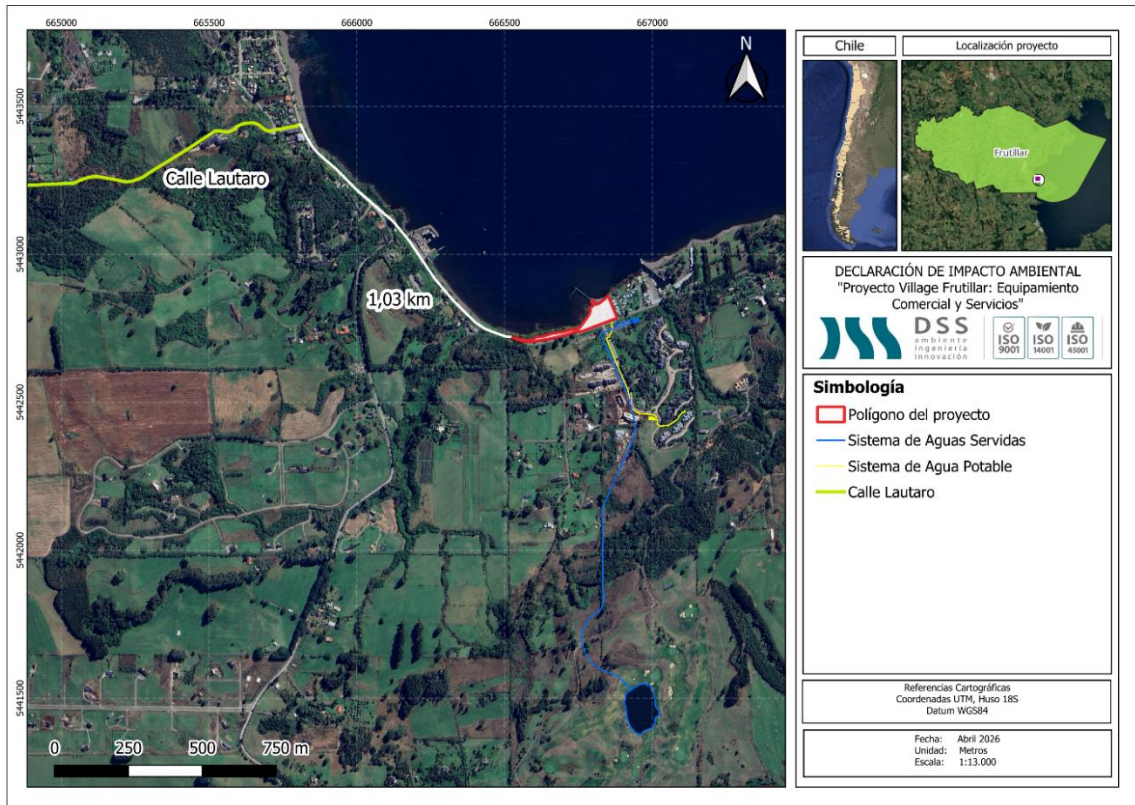 665000
665500
666000
666500
667000
5443500
5443000
5442500
5442000
5441500
N
Calle Lautaro
1,03 km
0 250 500 750 m
Chile
Localización proyecto
Frutillar
DECLARACIÓN DE IMPACTO AMBIENTAL
"Proyecto Village Frutillar: Equipamiento
Comercial y Servicios"
DSS
ambiente
ingeniería
innovación
ISO
9001
ISO
14001
ISO
45001
Simbología
Polígono del proyecto
Sistema de Aguas Servidas
Sistema de Agua Potable
Calle Lautaro
Referencias Cartográficas
Coordenadas UTM, Huso 18S
Datum WGS84
Fecha: Abril 2026
Unidad: Metros
Escala: 1:13.000